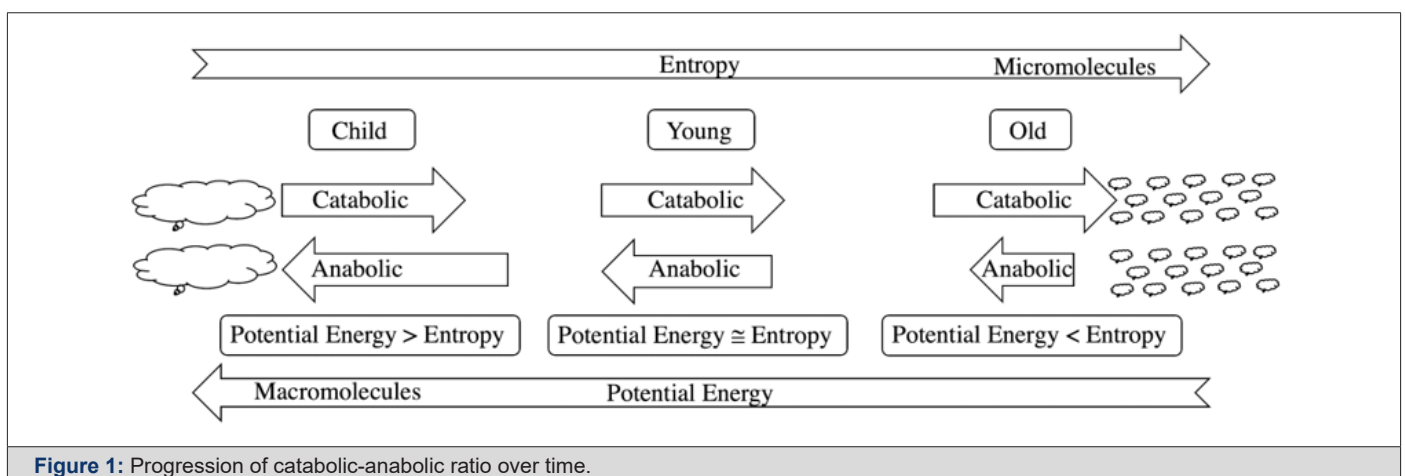 Entropy Micromolecules
Child Young Old
Catabolic Catabolic Catabolic
Anabolic Anabolic Anabolic
Potential Energy > Entropy Potential Energy ≅ Entropy Potential Energy < Entropy
Macromolecules Potential Energy
Figure 1: Progression of catabolic-anabolic ratio over time.